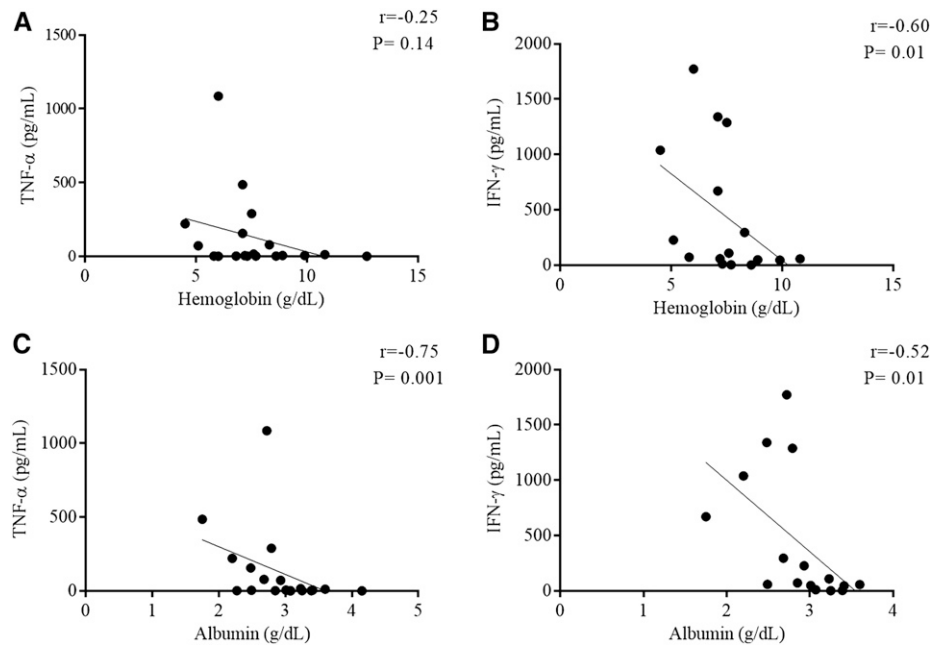 A
r=-0.25
P= 0.14
1500
1000
500
0
TNF-α (pg/mL)
0 5 10 15
Hemoglobin (g/dL)
B
r=-0.60
P= 0.01
2000
1500
1000
500
0
IFN-γ (pg/mL)
0 5 10 15
Hemoglobin (g/dL)
C
r=-0.75
P= 0.001
1500
1000
500
0
TNF-α (pg/mL)
0 1 2 3 4 5
Albumin (g/dL)
D
r=-0.52
P= 0.01
2000
1500
1000
500
0
IFN-γ (pg/mL)
0 1 2 3 4
Albumin (g/dL)